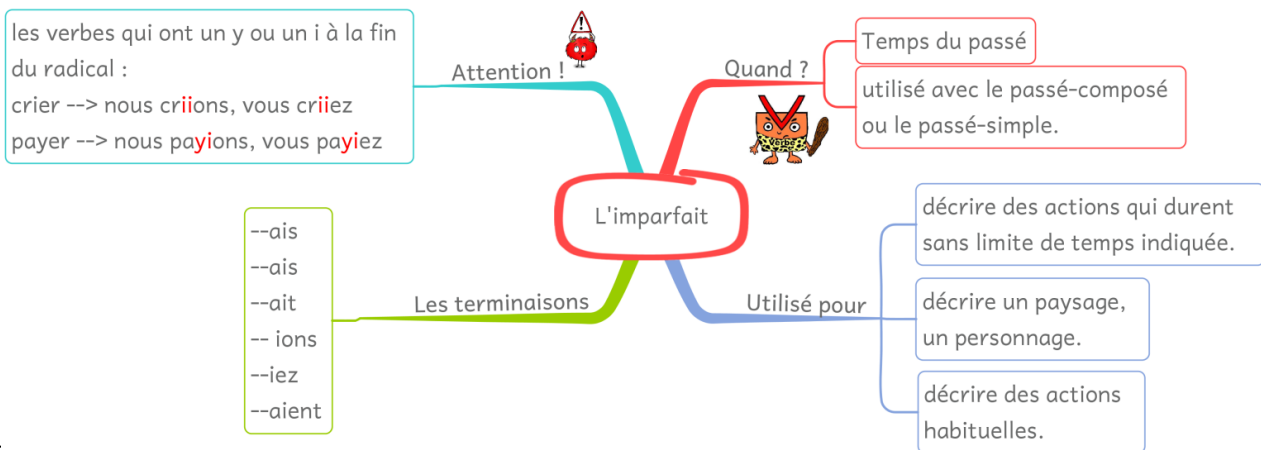 L'imparfait
Quand ?
Temps du passé
utilisé avec le passé-composé
ou le passé-simple.
Verbe
Utilisé pour
décrire des actions qui durent
sans limite de temps indiquée.
décrire un paysage,
un personnage.
décrire des actions
habituelles.
Les terminaisons
--ais
--ais
--ait
-- ions
--iez
--aient
Attention !
!
les verbes qui ont un y ou un i à la fin
du radical :
crier --> nous criions, vous criiez
payer --> nous payions, vous payiez